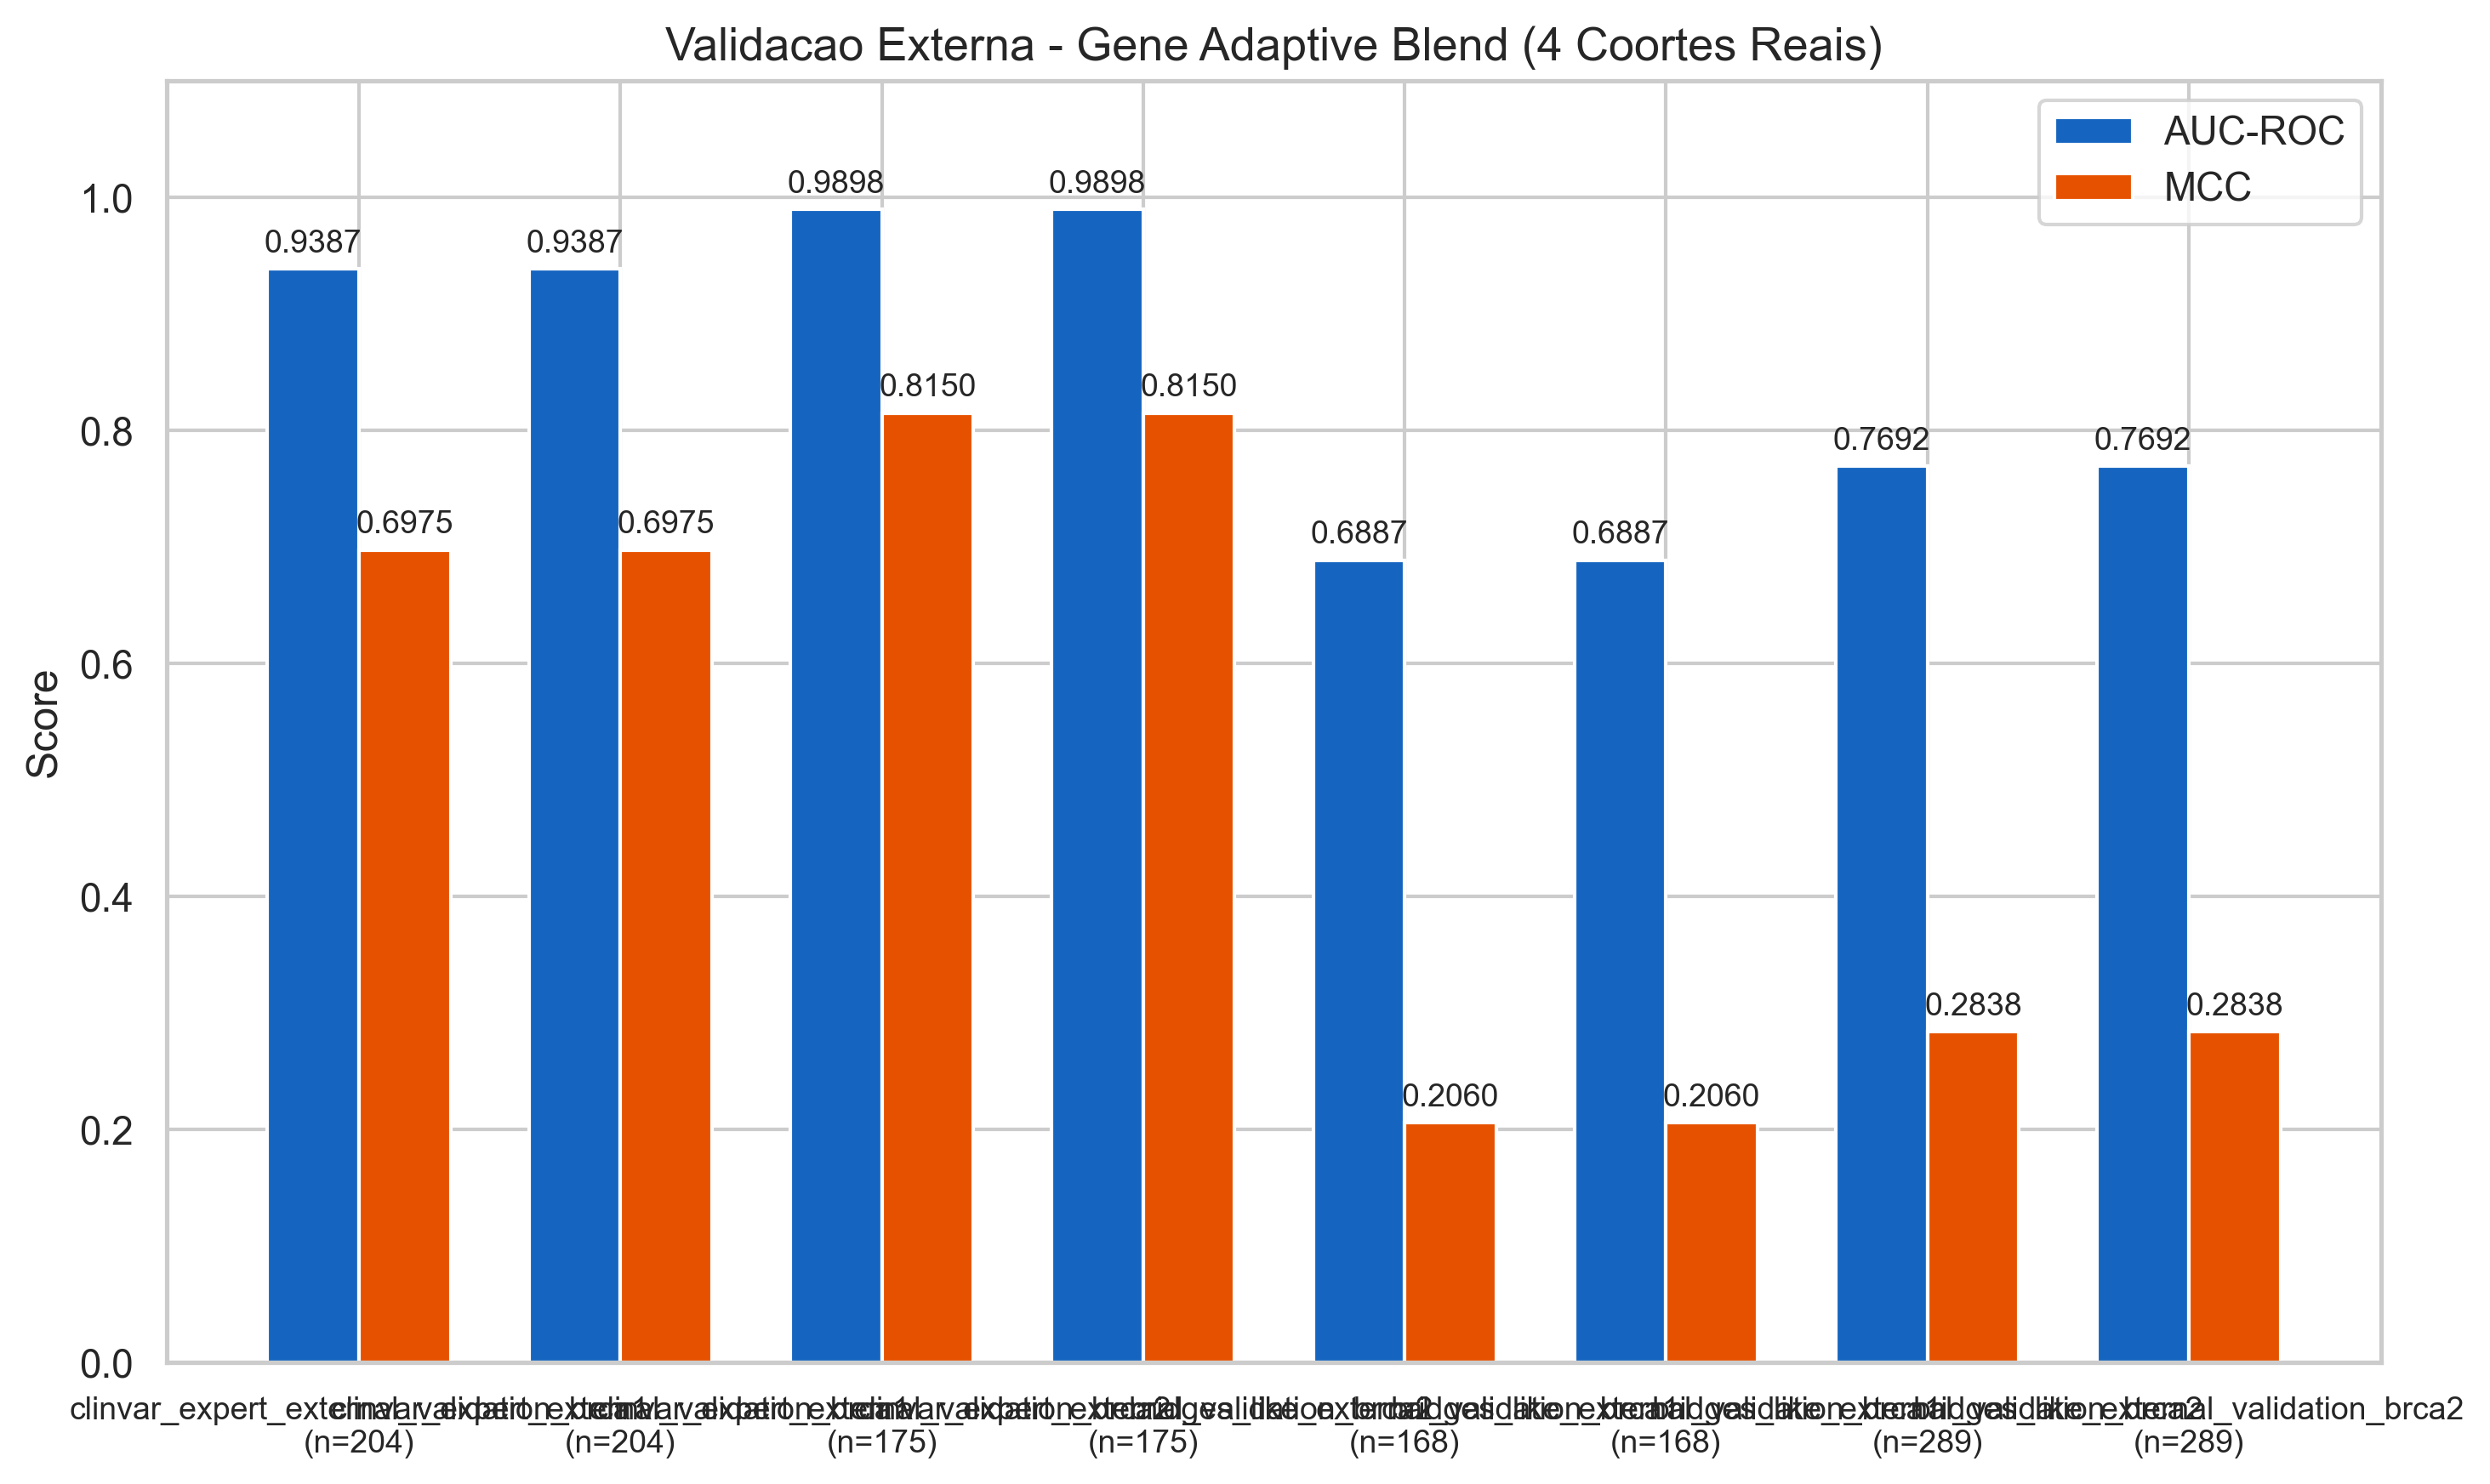 Validacao Externa - Gene Adaptive Blend (4 Coortes Reais)
AUC-ROC
MCC
Score
1.0
0.8
0.6
0.4
0.2
0.0
0.9387
0.6975
0.9387
0.6975
0.9898
0.8150
0.9898
0.8150
0.6887
0.2060
0.6887
0.2060
0.7692
0.2838
0.7692
0.2838
(n=204)
(n=204)
(n=175)
(n=175)
(n=168)
(n=168)
(n=289)
(n=289)